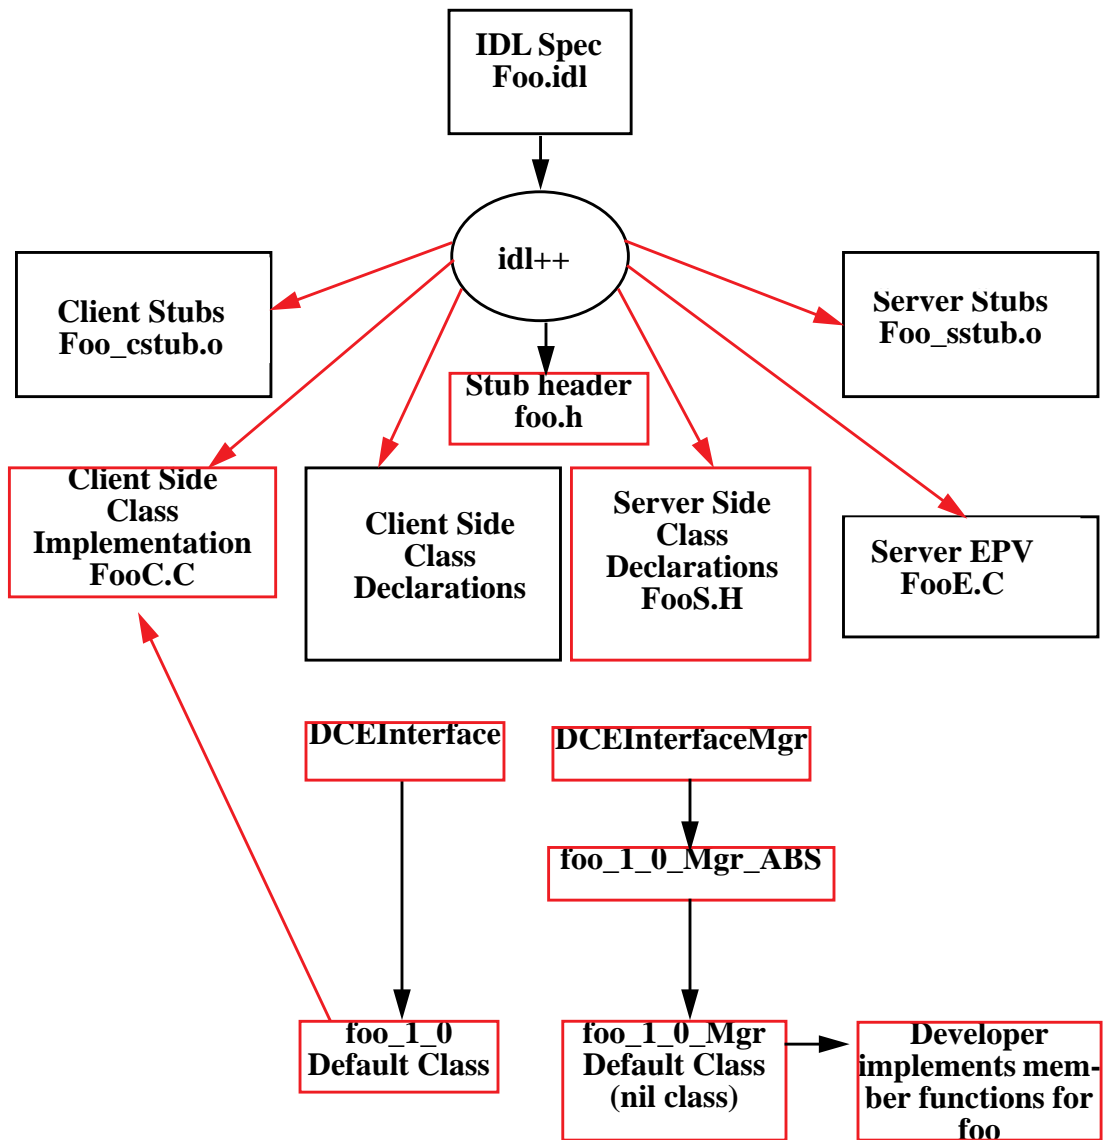 IDL Spec
Foo.idl
idl++
Client Stubs
Foo_cstub.o
Server Stubs
Foo_sstub.o
Stub header
foo.h
Client Side
Class
Implementation
FooC.C
Client Side
Class
Declarations
Server Side
Class
Declarations
FooS.H
Server EPV
FooE.C
DCEInterface
DCEInterfaceMgr
foo_1_0_Mgr_ABS
foo_1_0
Default Class
foo_1_0_Mgr
Default Class
(nil class)
Developer
implements mem-
ber functions for
foo